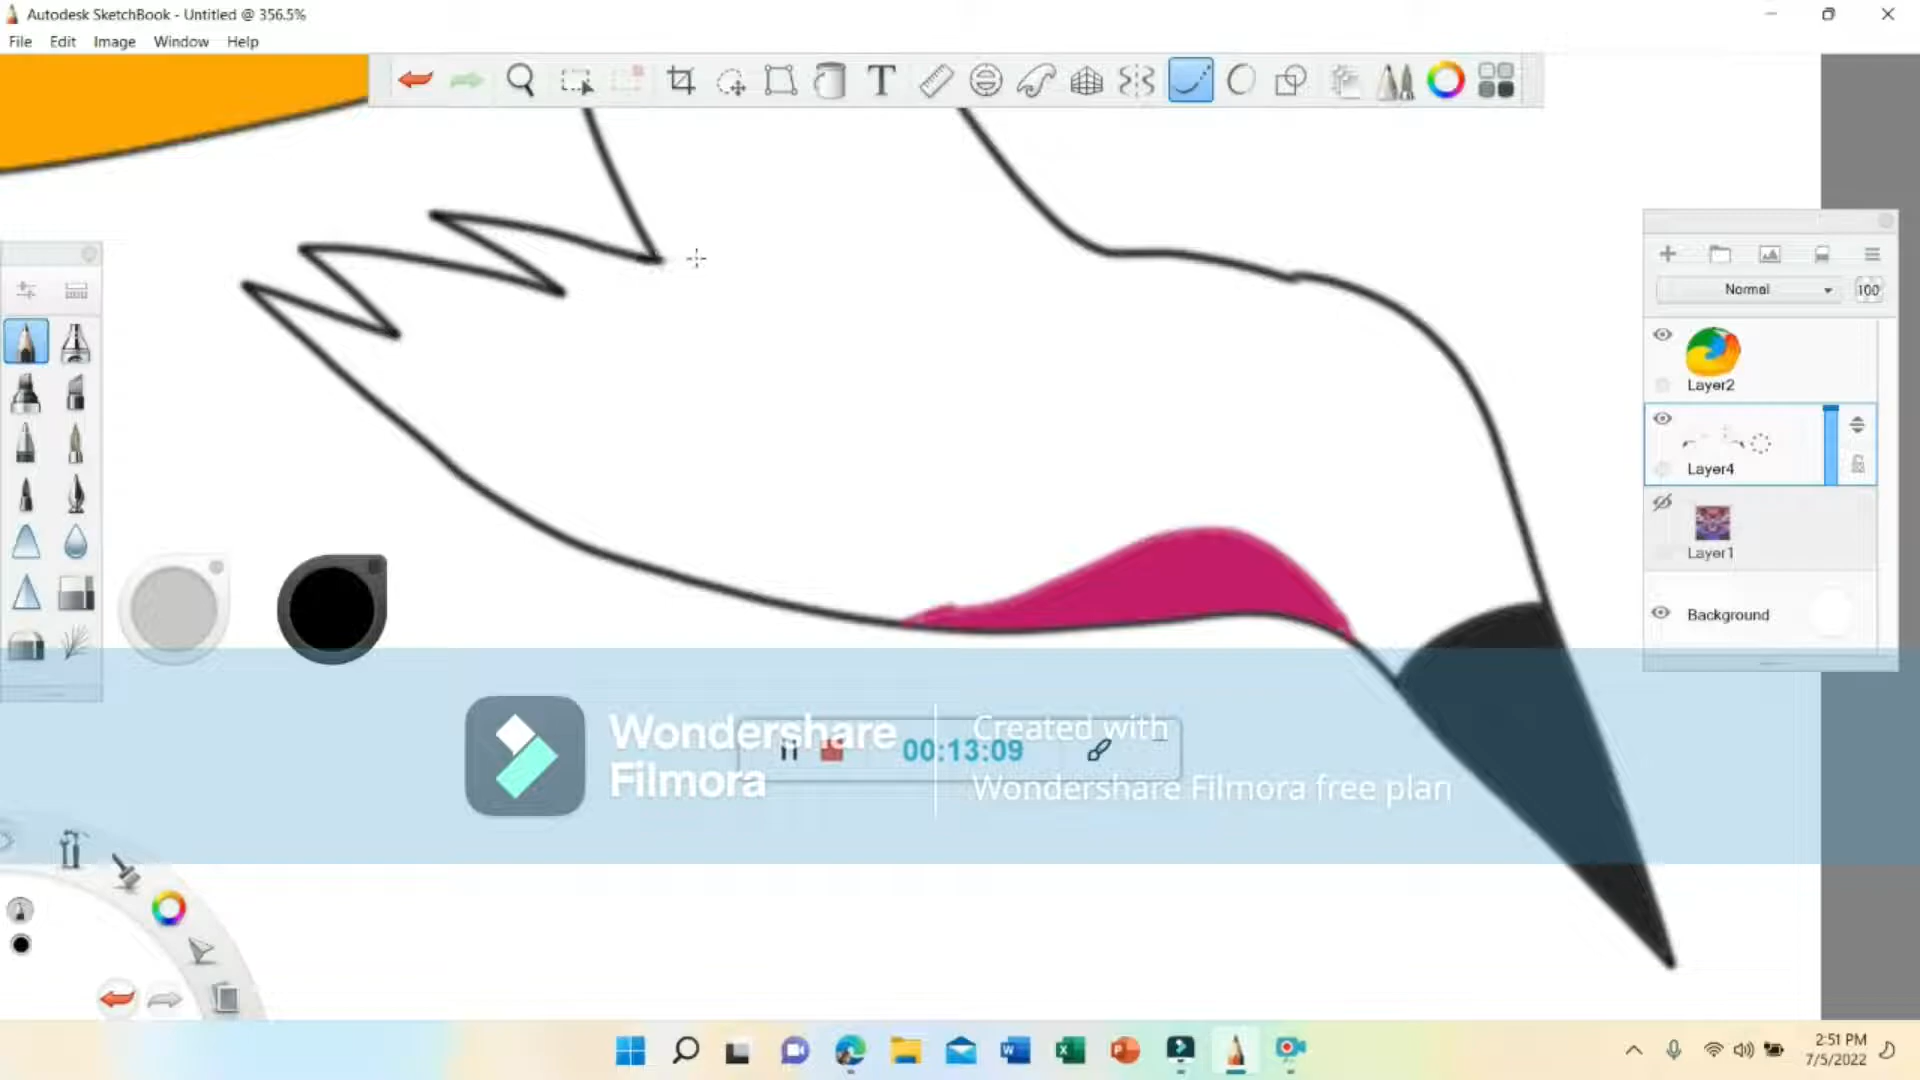 Autodesk SketchBook - Untitled @ 356.5%
File Edit Image Window Help
T
Normal 100
Layer2
Layer4
Layer1
Background
Wondershare
Filmora
00:13:09
Created with
Wondershare Filmora free plan
2:51 PM
7/5/2022